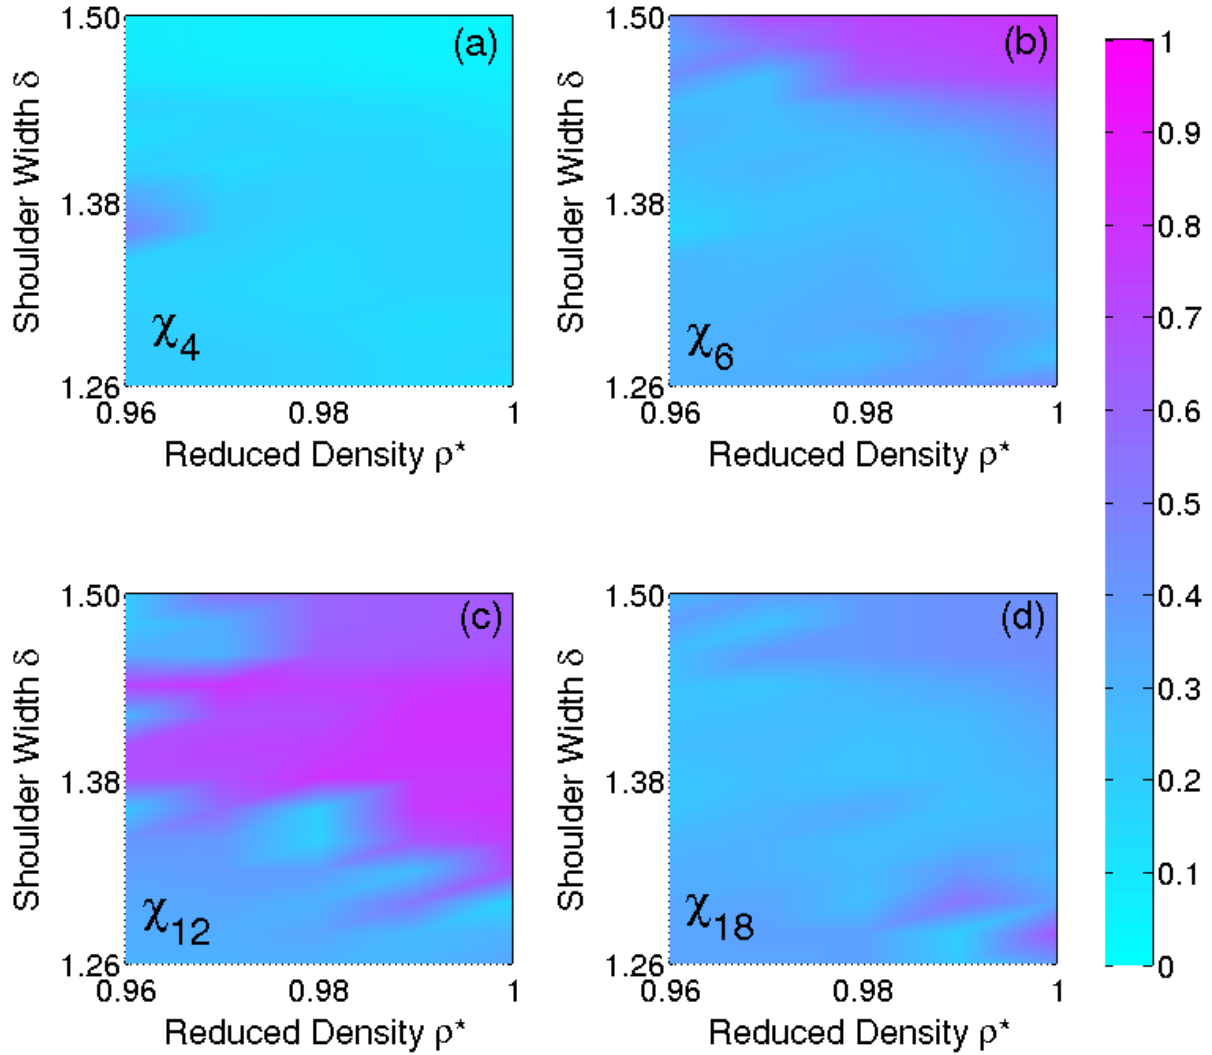 1.50
(a)
Shoulder Width δ
1.38
χ4
1.26
0.96
0.98
1
Reduced Density ρ*
1.50
(b)
Shoulder Width δ
1.38
χ6
1.26
0.96
0.98
1
Reduced Density ρ*
1
0.9
0.8
0.7
0.6
0.5
0.4
0.3
0.2
0.1
0
1.50
(c)
Shoulder Width δ
1.38
χ12
1.26
0.96
0.98
1
Reduced Density ρ*
1.50
(d)
Shoulder Width δ
1.38
χ18
1.26
0.96
0.98
1
Reduced Density ρ*